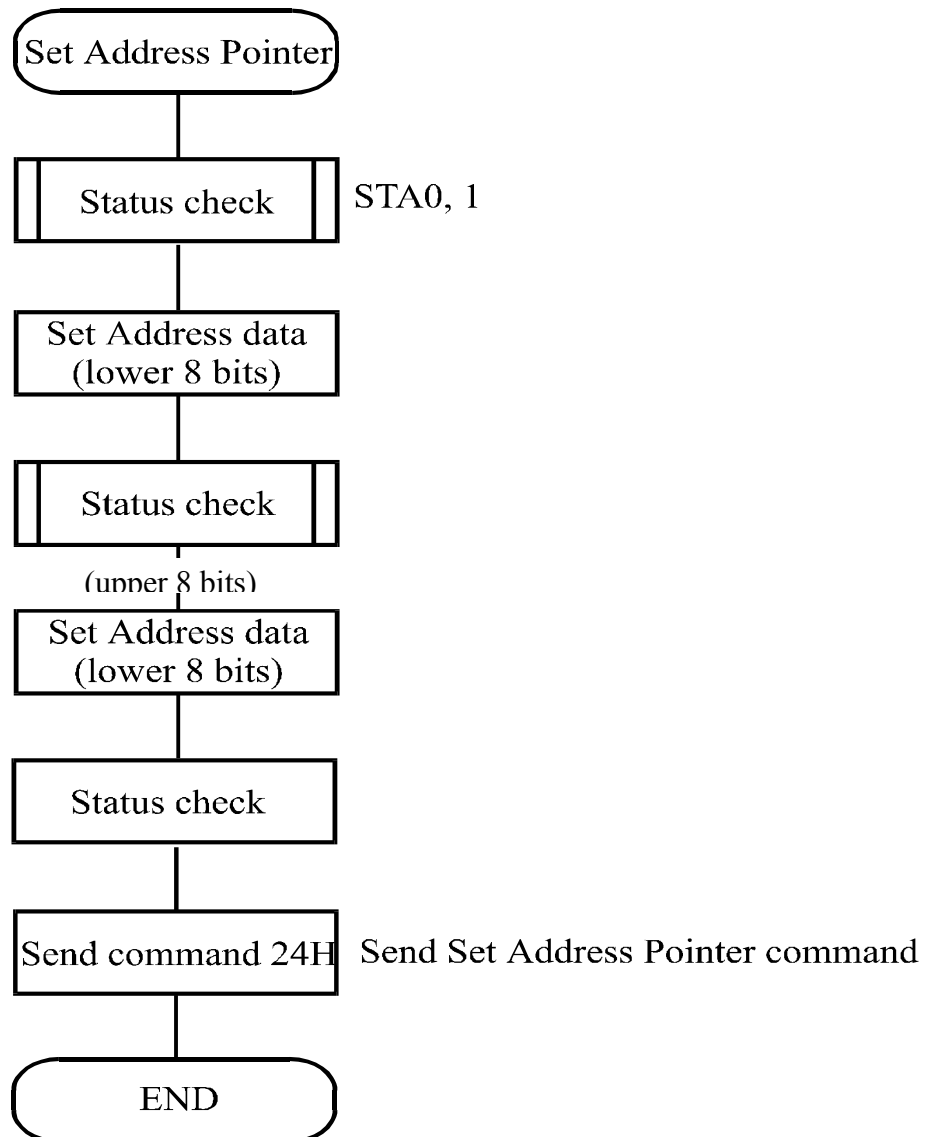 Set Address Pointer
Status check
STA0, 1
Set Address data
(lower 8 bits)
Status check
(upper 8 bits)
Set Address data
(lower 8 bits)
Status check
Send command 24H
Send Set Address Pointer command
END